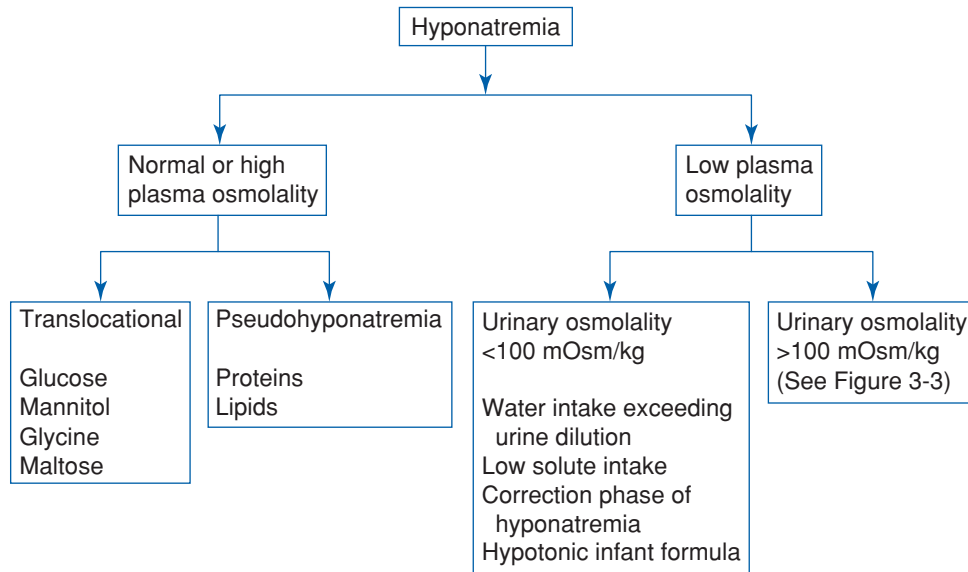 Hyponatremia
Normal or high
plasma osmolality
Low plasma
osmolality
Translocational
Glucose
Mannitol
Glycine
Maltose
Pseudohyponatremia
Proteins
Lipids
Urinary osmolality
<100 mOsm/kg
Water intake exceeding
urine dilution
Low solute intake
Correction phase of
hyponatremia
Hypotonic infant formula
Urinary osmolality
>100 mOsm/kg
(See Figure 3-3)